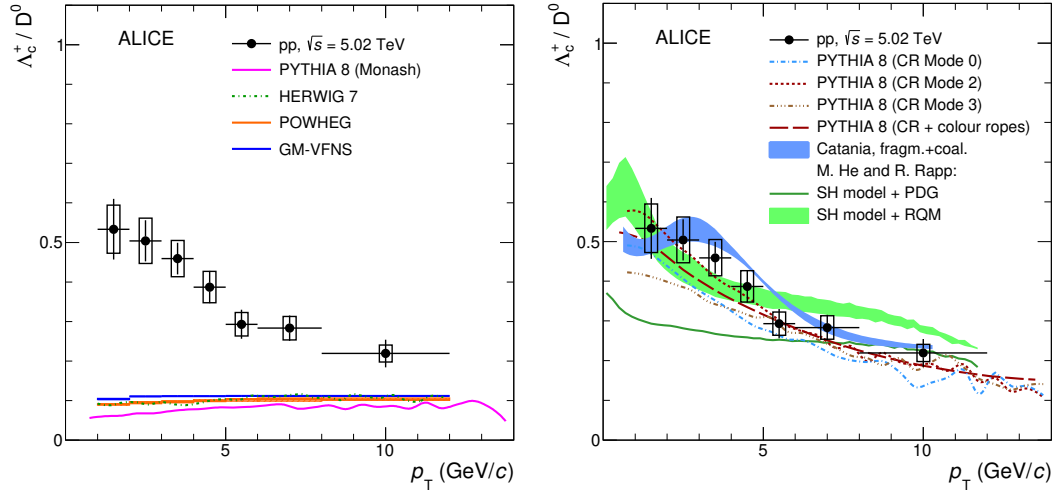 Λc+ / D0
1
0.5
0
ALICE
pp, √s = 5.02 TeV
PYTHIA 8 (Monash)
HERWIG 7
POWHEG
GM-VFNS
5
10
pT (GeV/c)
Λc+ / D0
1
0.5
0
ALICE
pp, √s = 5.02 TeV
PYTHIA 8 (CR Mode 0)
PYTHIA 8 (CR Mode 2)
PYTHIA 8 (CR Mode 3)
PYTHIA 8 (CR + colour ropes)
Catania, fragm.+coal.
M. He and R. Rapp:
SH model + PDG
SH model + RQM
5
10
pT (GeV/c)